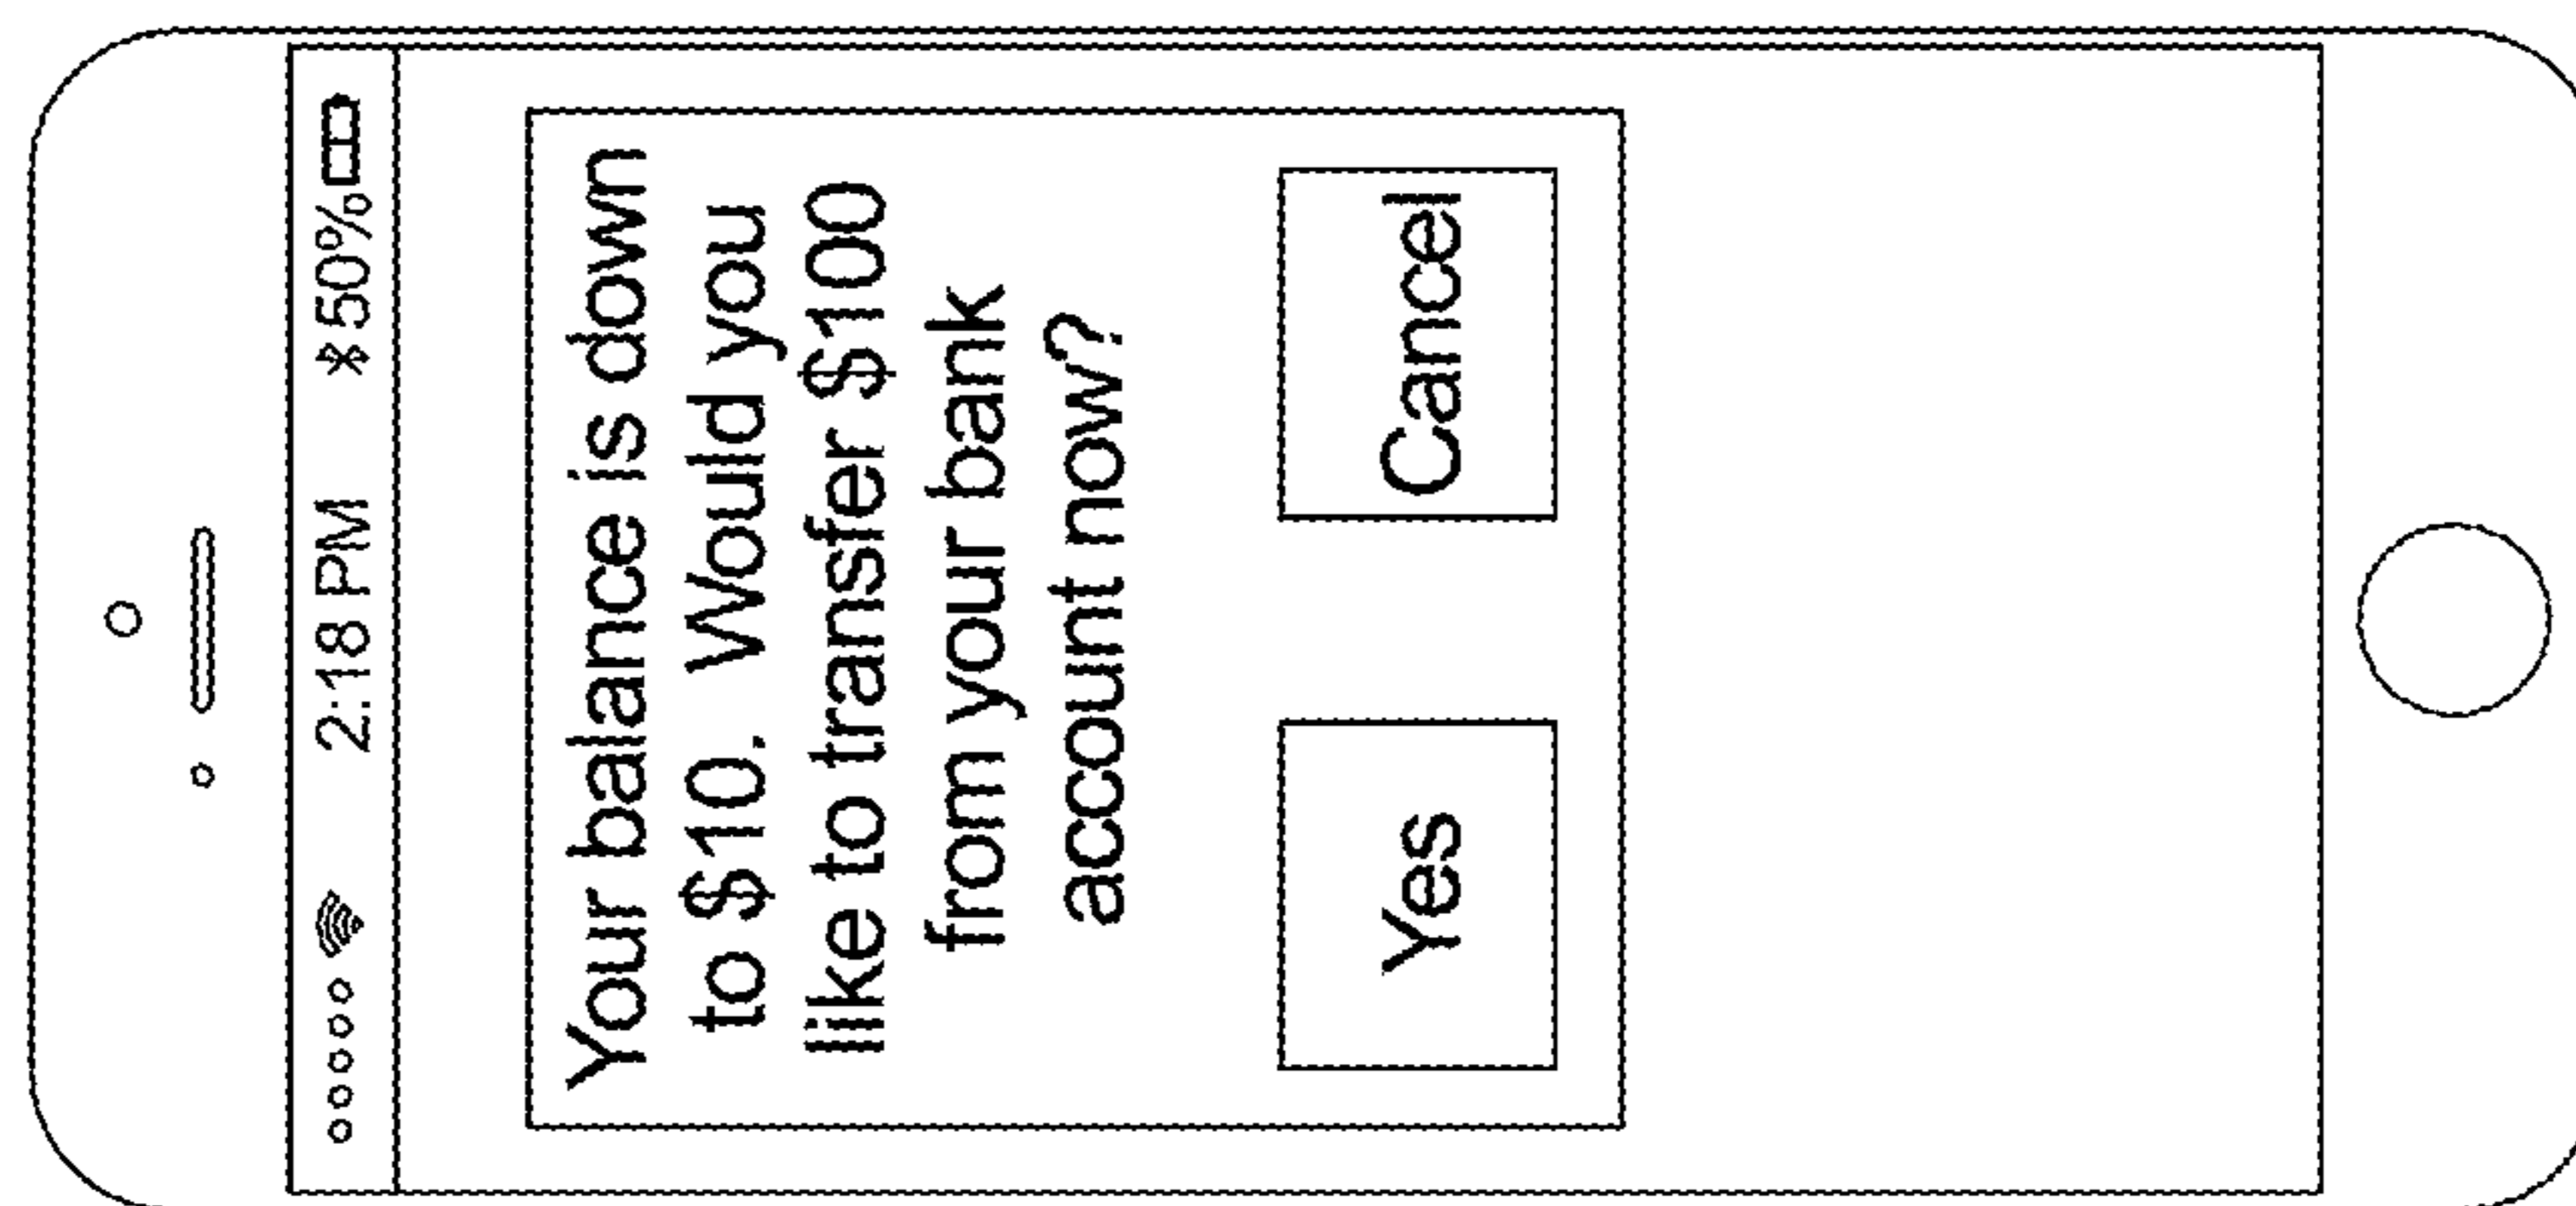 2:18 PM 50%
Your balance is down
to $10. Would you
like to transfer $100
from your bank
account now?
Yes Cancel